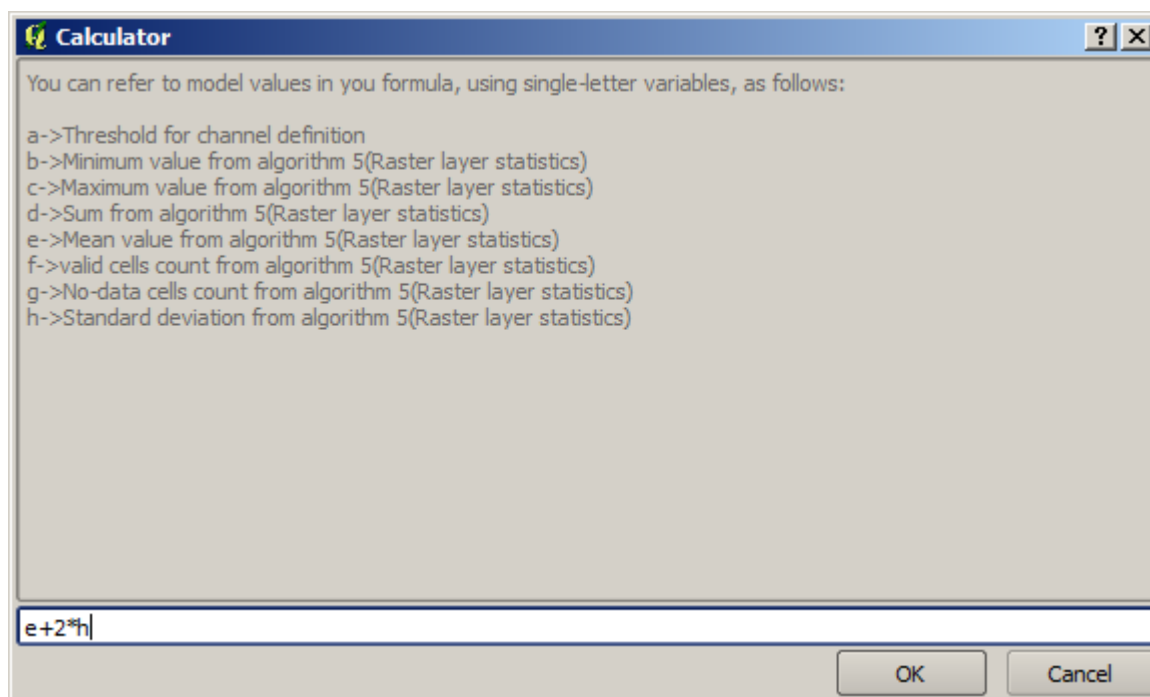 Calculator
You can refer to model values in you formula, using single-letter variables, as follows:
a->Threshold for channel definition
b->Minimum value from algorithm 5(Raster layer statistics)
c->Maximum value from algorithm 5(Raster layer statistics)
d->Sum from algorithm 5(Raster layer statistics)
e->Mean value from algorithm 5(Raster layer statistics)
f->valid cells count from algorithm 5(Raster layer statistics)
g->No-data cells count from algorithm 5(Raster layer statistics)
h->Standard deviation from algorithm 5(Raster layer statistics)
e+2*h
OK Cancel